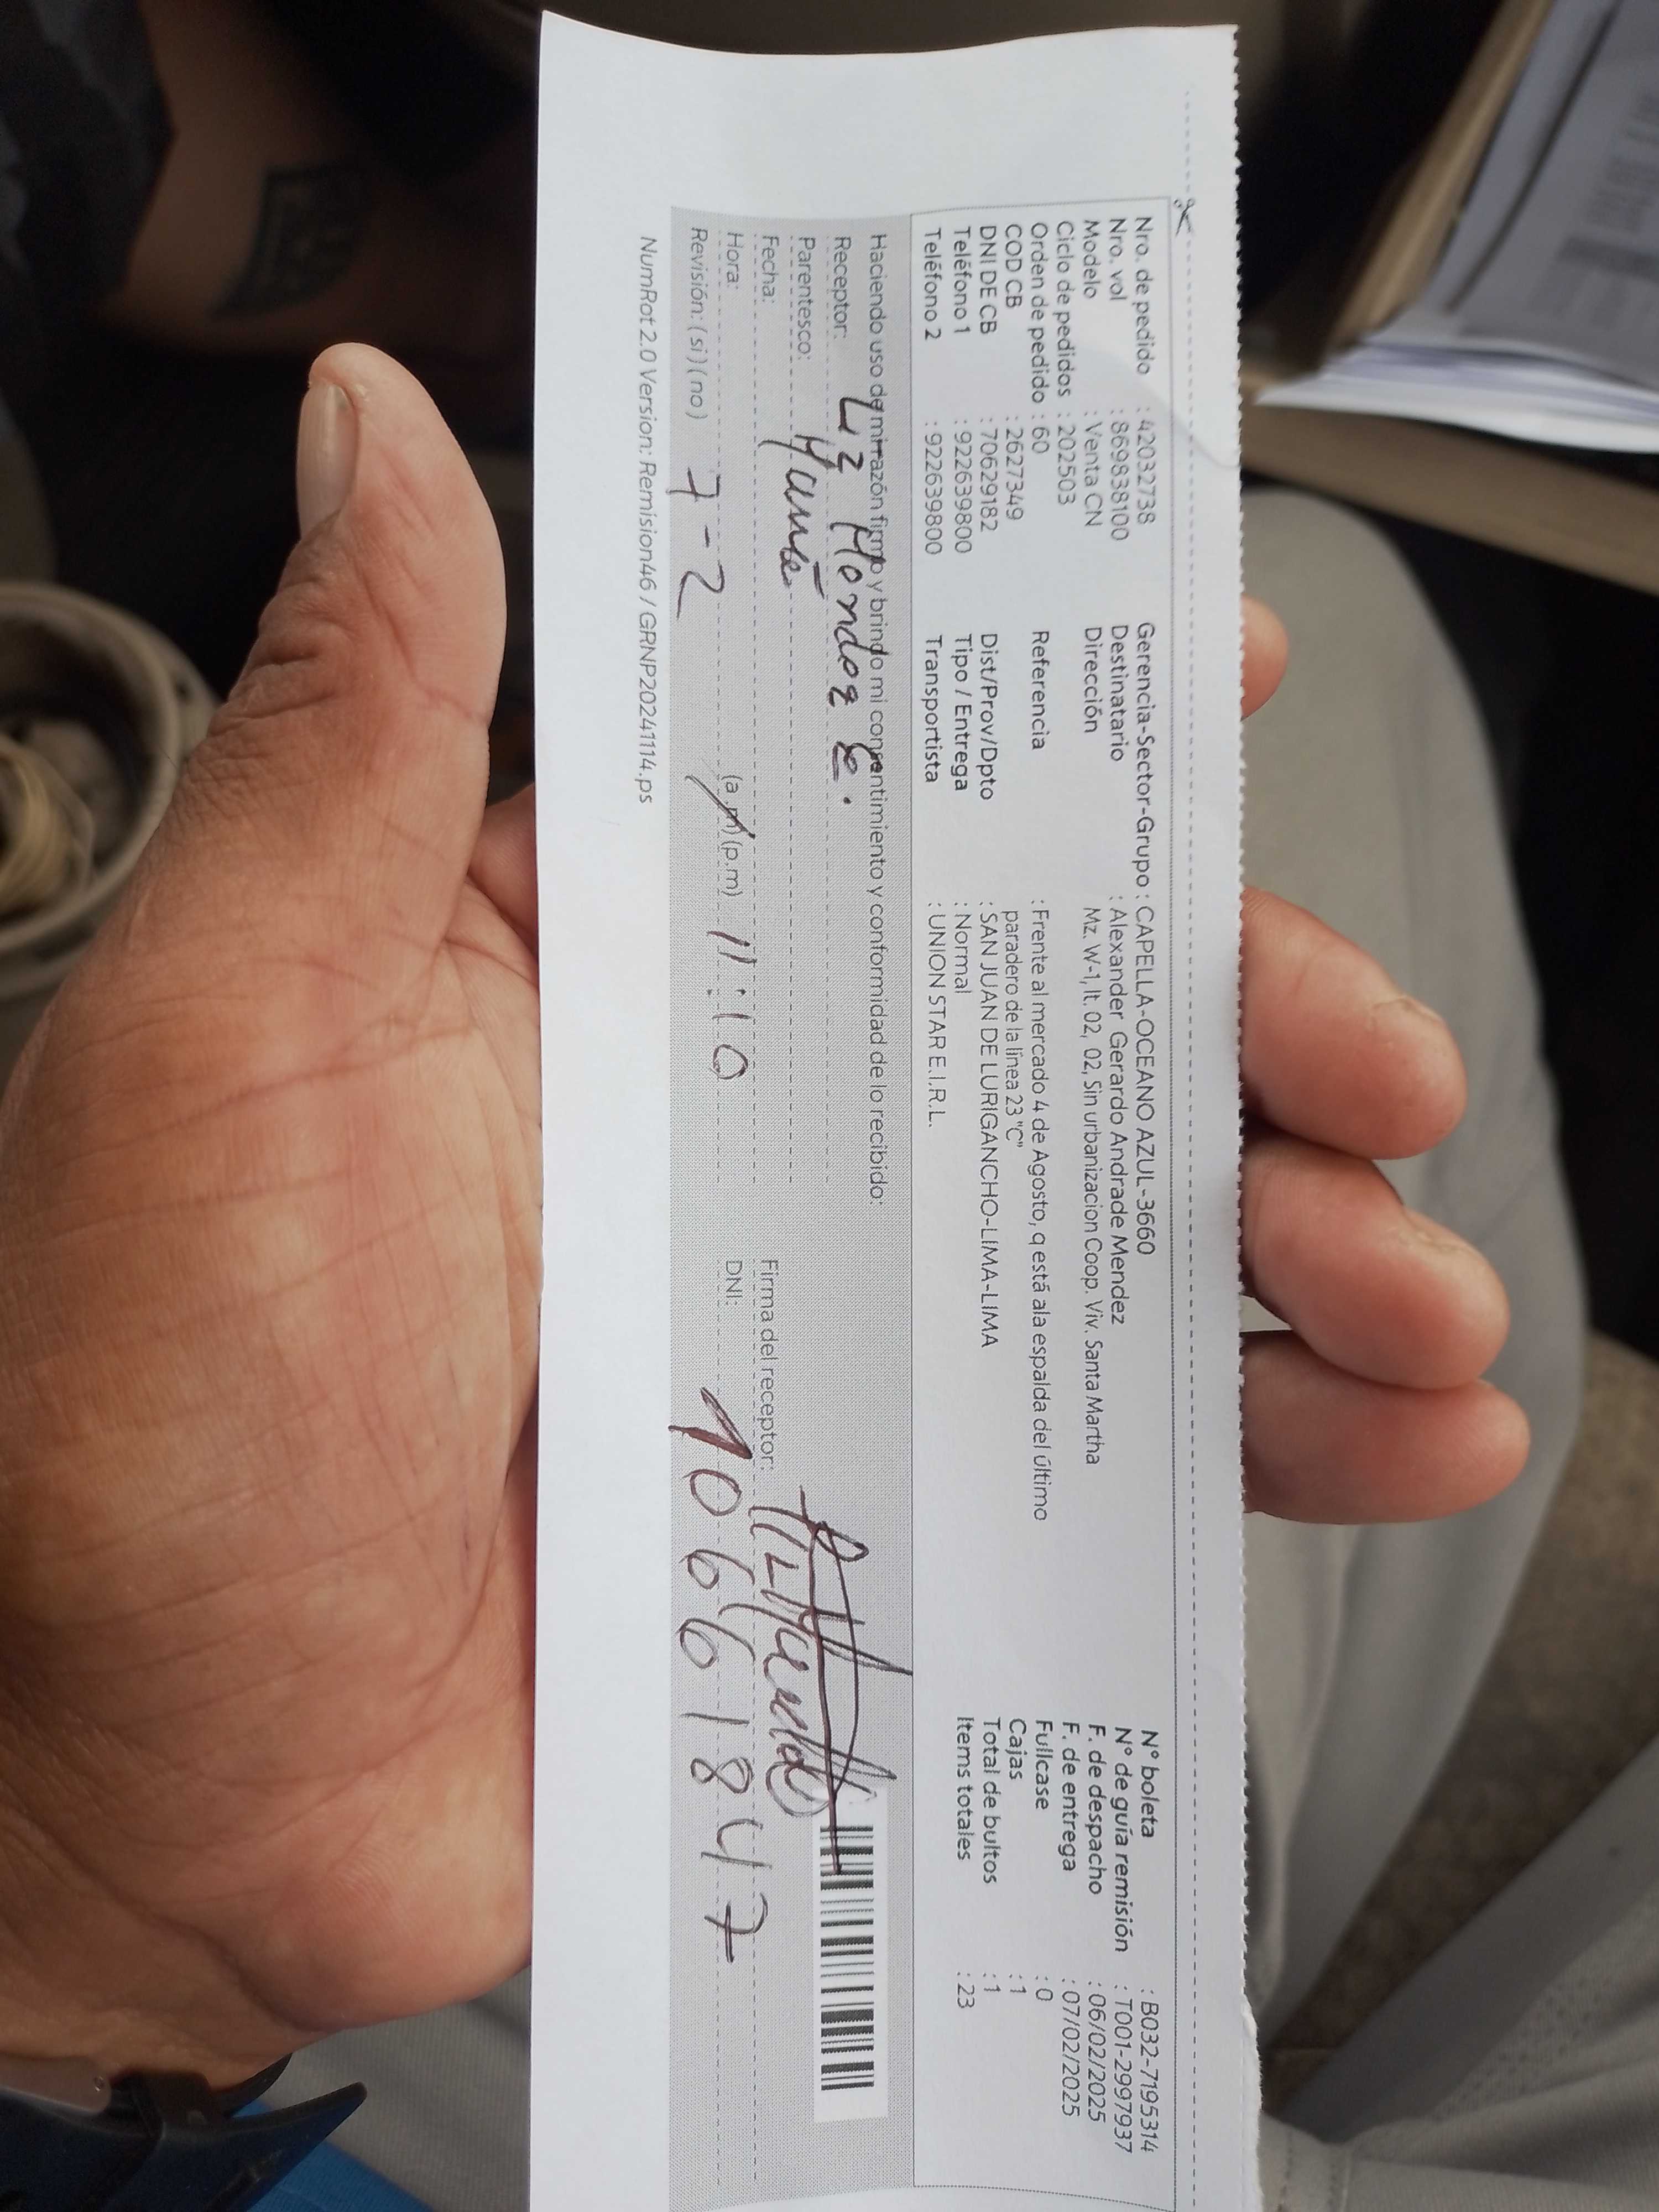 Nro. de pedido : 42032738
Nro. vol : 869838100
Modelo : Venta CN
Ciclo de pedidos : 202503
Orden de pedido : 60
COD CB : 2627349
DNI DE CB : 70629182
Teléfono 1 : 922639800
Teléfono 2 : 922639800
Gerencia-Sector-Grupo : CAPELLA-OCEANO AZUL-3660
Destinatario : Alexander Gerardo Andrade Mendez
Dirección Mz. W-1, lt. 02, 02, Sin urbanizacion Coop. Viv. Santa Martha
Referencia : Frente al mercado 4 de Agosto, q está ala espalda del último
paradero de la línea 23 "C"
Dist/Prov/Dpto : SAN JUAN DE LURIGANCHO-LIMA-LIMA
Tipo / Entrega : Normal
Transportista : UNION STAR E.I.R.L.
N° boleta : B032-7195314
N° de guía remisión : T001-2997937
F. de despacho : 06/02/2025
F. de entrega : 07/02/2025
Fullcase : 0
Cajas : 1
Total de bultos : 1
Items totales : 23
Haciendo uso de mi razón firmo y brindo mi consentimiento y conformidad de lo recibido:
Receptor: Liz
Parentesco:
Fecha:
Hora: (a.m) (p.m) 11:10
Revisión: (si) (no) 7-2
Firma del receptor:
DNI: 10661847
NumRot 2.0 Version: Remision46 / GRNP20241114.ps